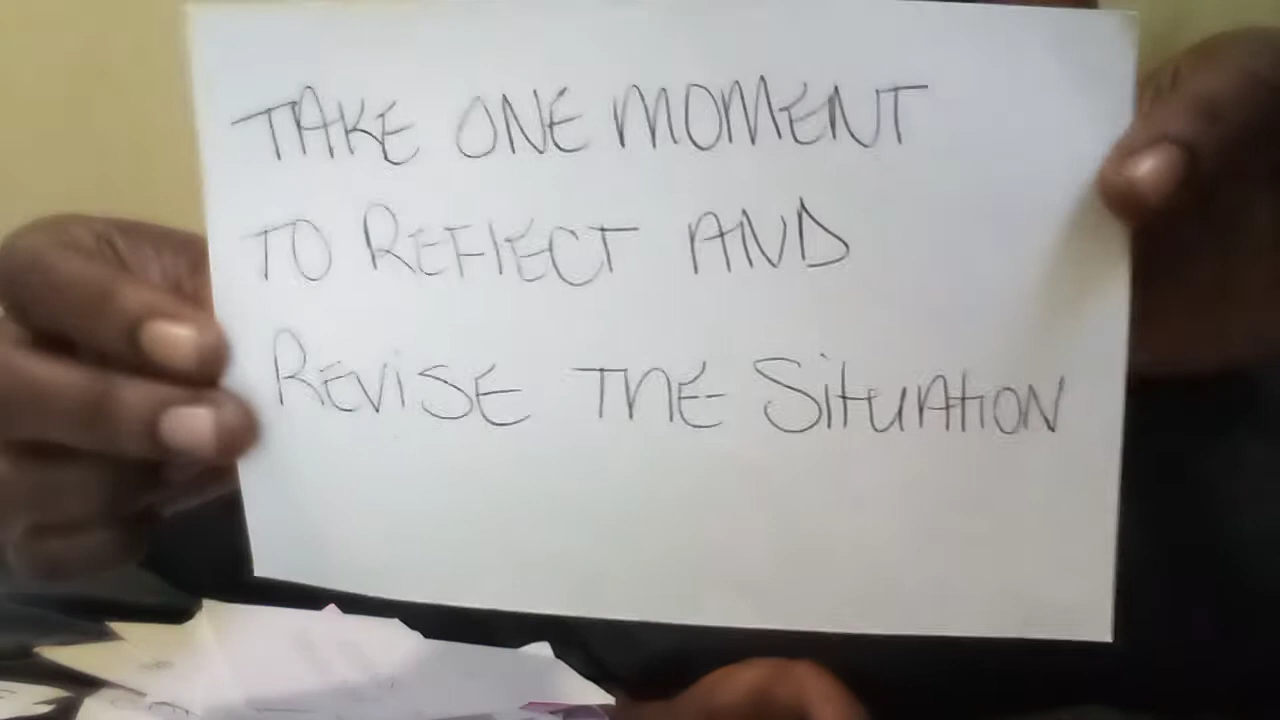 TAKE ONE MOMENT
TO REFlECT AND
REViSE THE SituAtiON